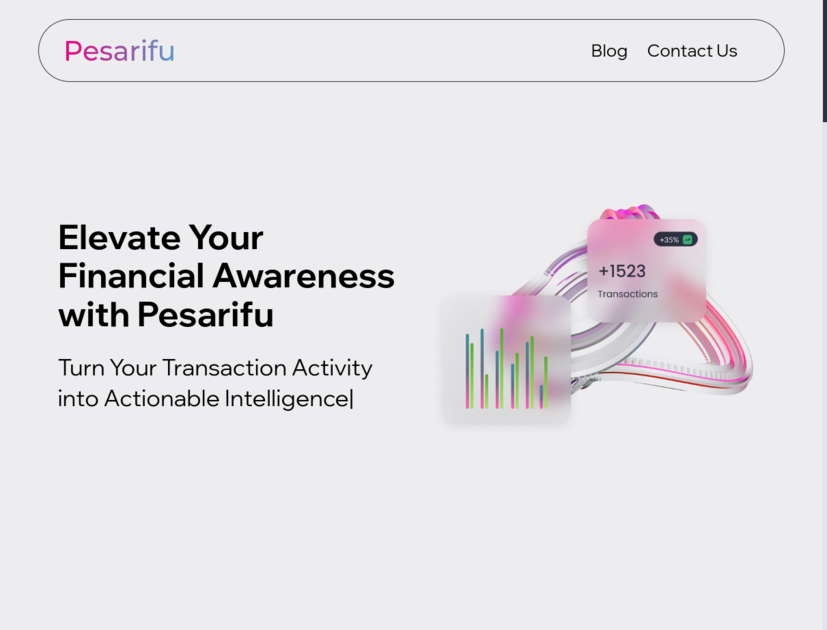 Pesarifu
Blog
Contact Us
Elevate Your
Financial Awareness
with Pesarifu
Turn Your Transaction Activity
into Actionable Intelligence|
+35%
+1523
Transactions